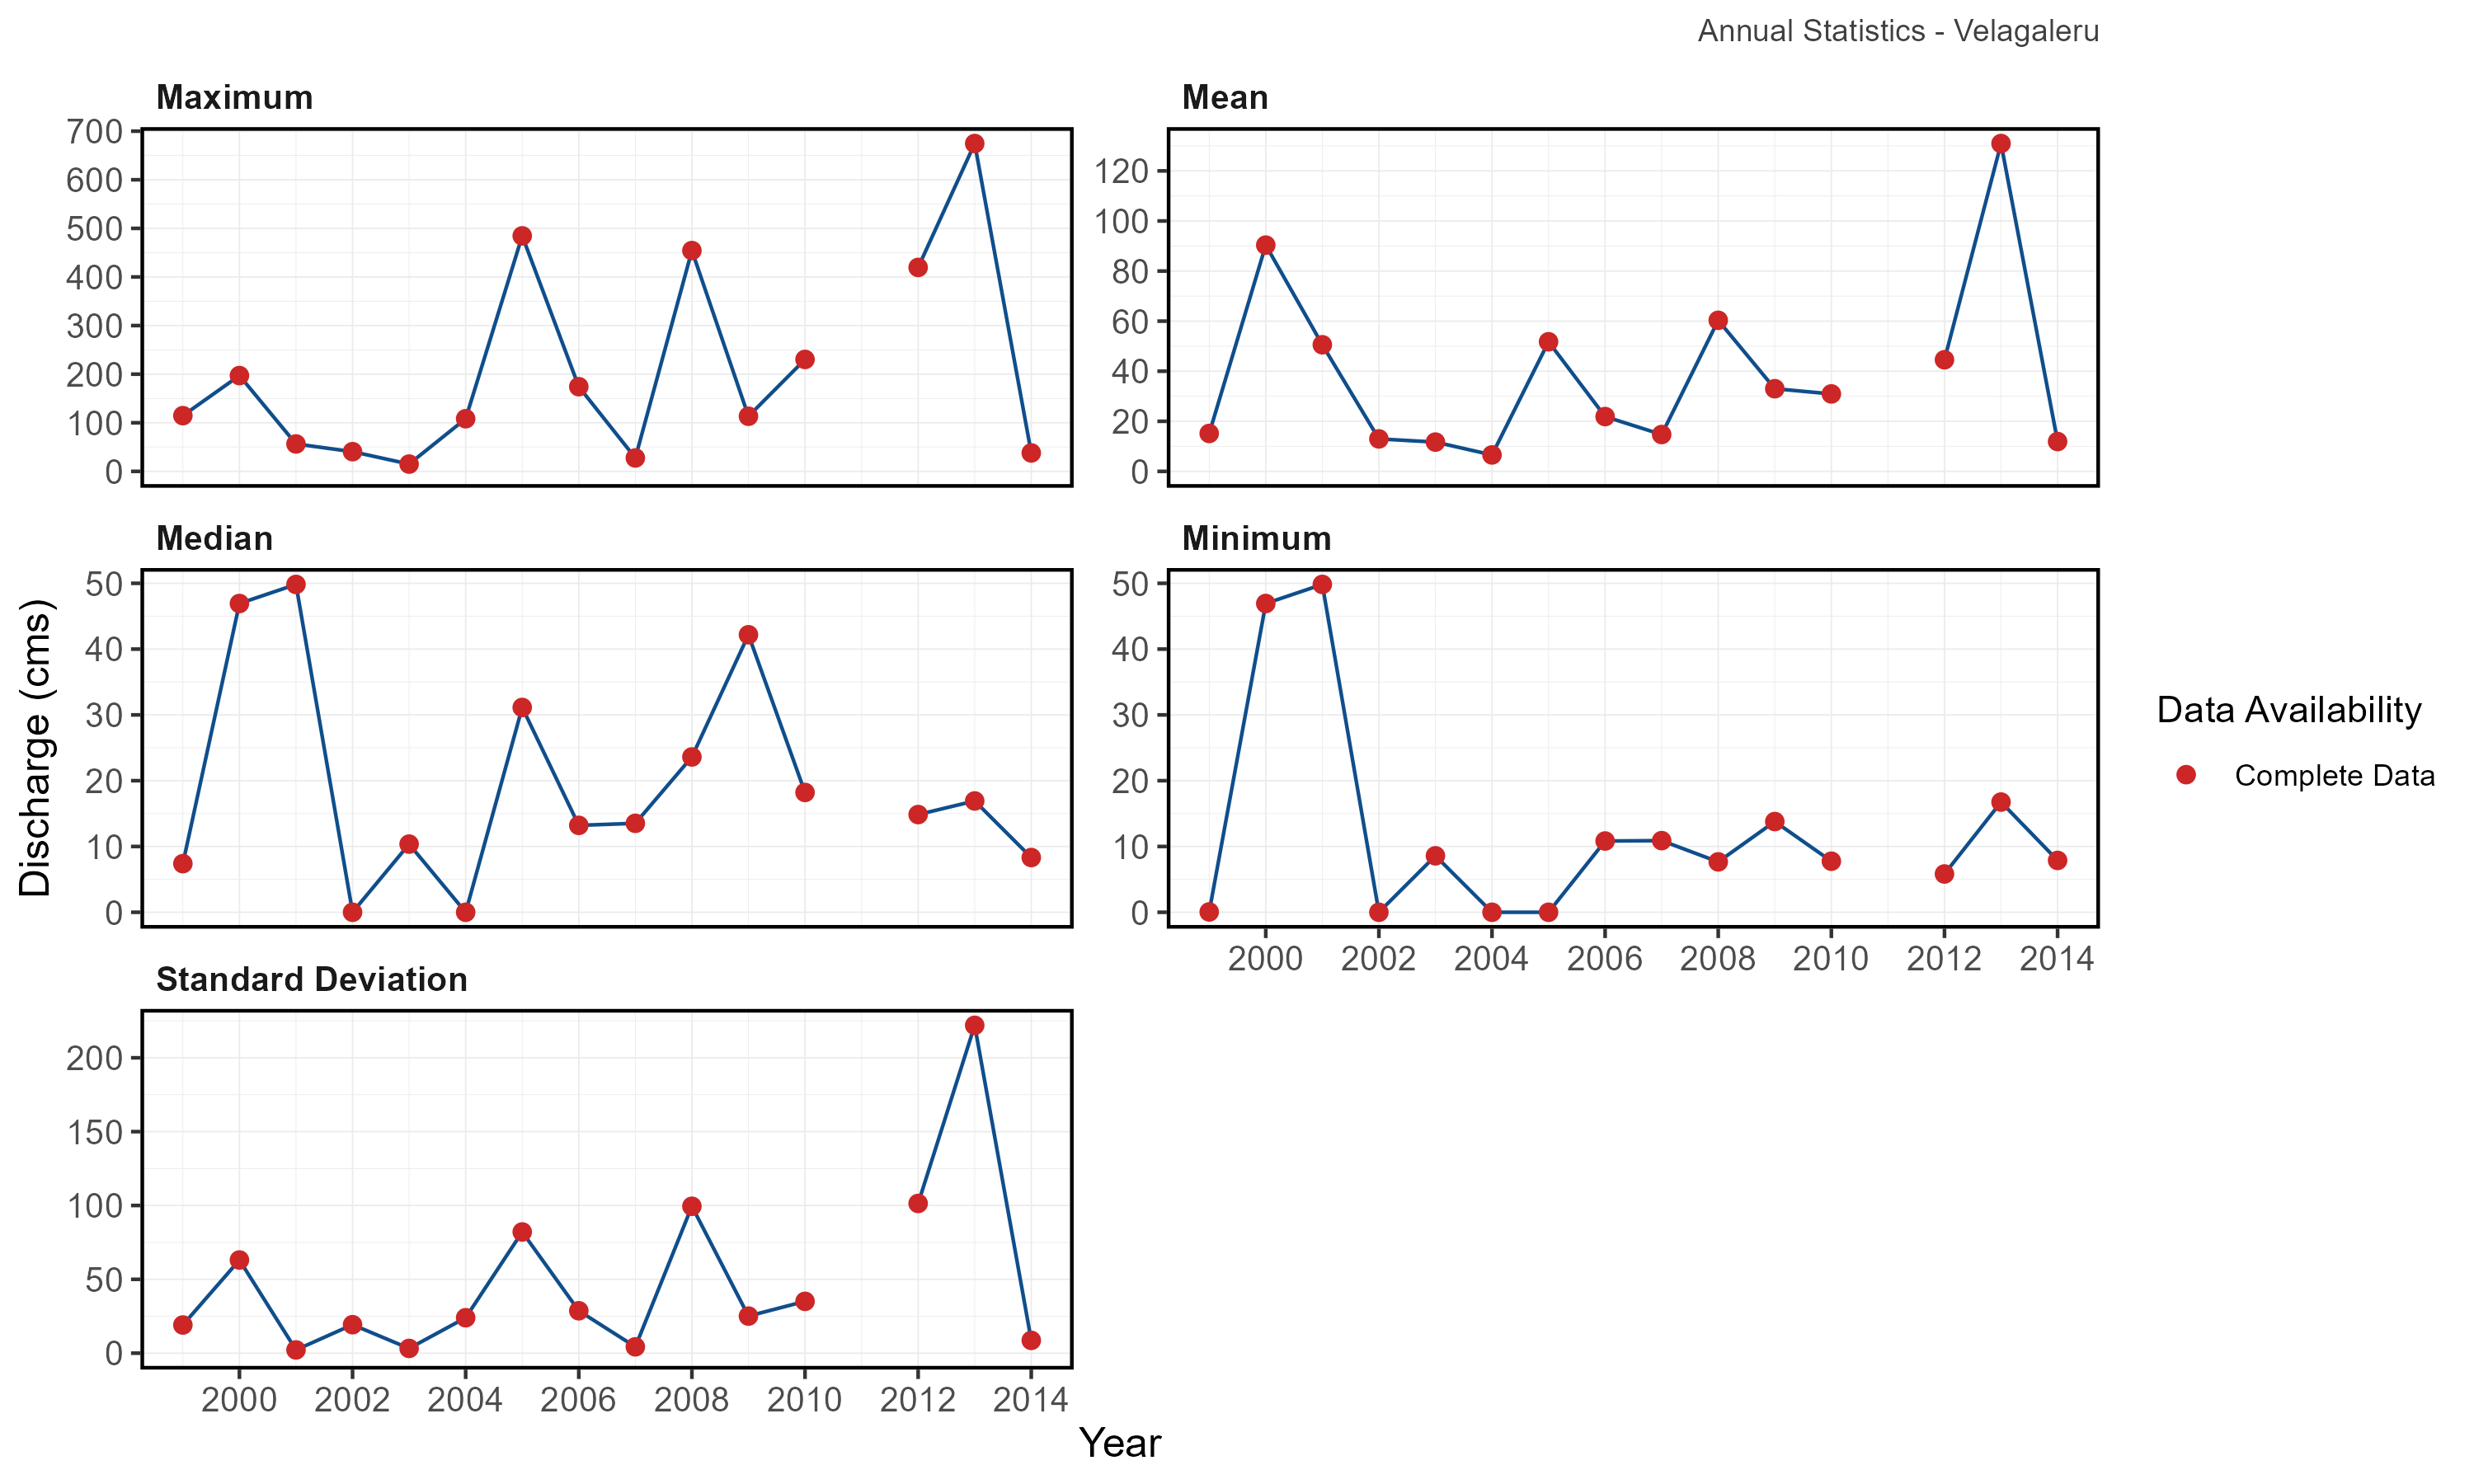 Annual Statistics - Velagaleru
Maximum
700
600
500
400
300
200
100
0
Mean
120
100
80
60
40
20
0
Discharge (cms)
Median
50
40
30
20
10
0
Minimum
50
40
30
20
10
0
2000 2002 2004 2006 2008 2010 2012 2014
Standard Deviation
200
150
100
50
0
2000 2002 2004 2006 2008 2010 2012 2014
Year
Data Availability
Complete Data